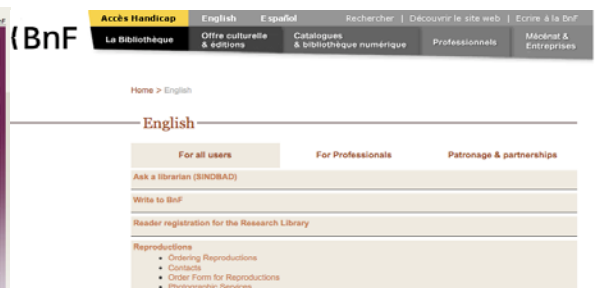 Accès Handicap English Español Rechercher | Découvrir le site web | Ecrire à la BnF
{BnF La Bibliothèque Offre culturelle & éditions Catalogues & bibliothèque numérique Professionnels Mécénat & Entreprises
Home > English
English
For all users For Professionals Patronage & partnerships
Ask a librarian (SINDBAD)
Write to BnF
Reader registration for the Research Library
Reproductions
• Ordering Reproductions
• Contacts
• Order Form for Reproductions
• Photographic Services